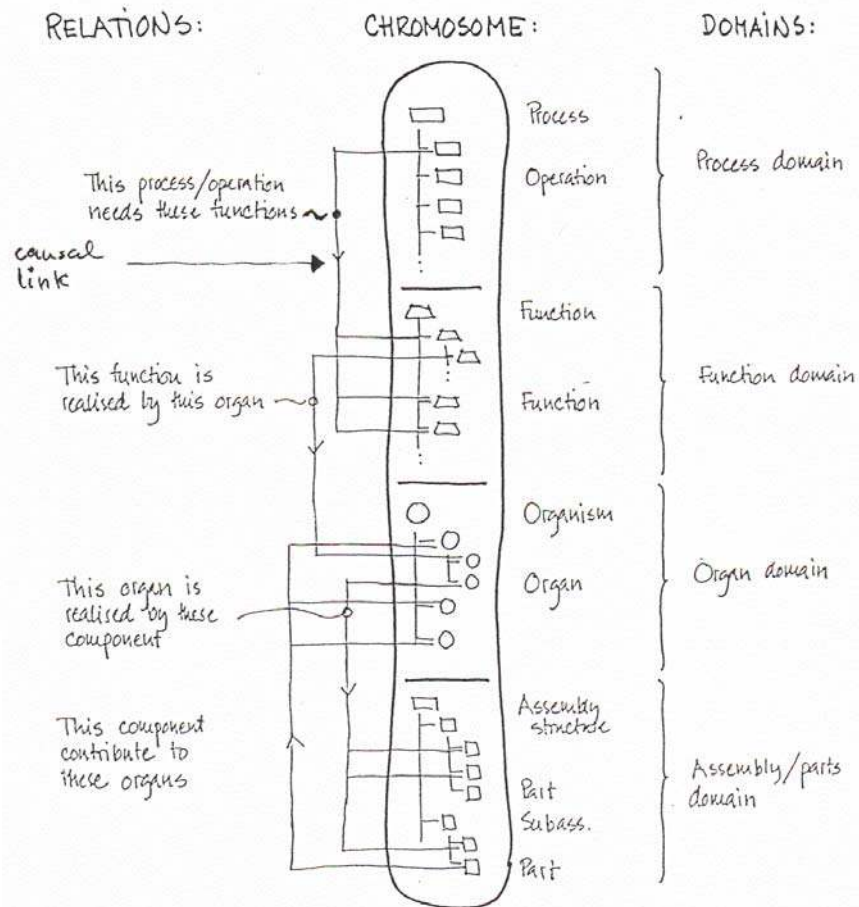 RELATIONS:
CHROMOSOME:
DOMAINS:
Process
Operation
Process domain
This process/operation
needs these functions
causal
link
Function
Function
Function domain
This function is
realised by this organ
Organism
Organ
Organ domain
This organ is
realised by these
component
Assembly
structure
Part
Subass.
Part
Assembly/parts
domain
This component
contribute to
these organs